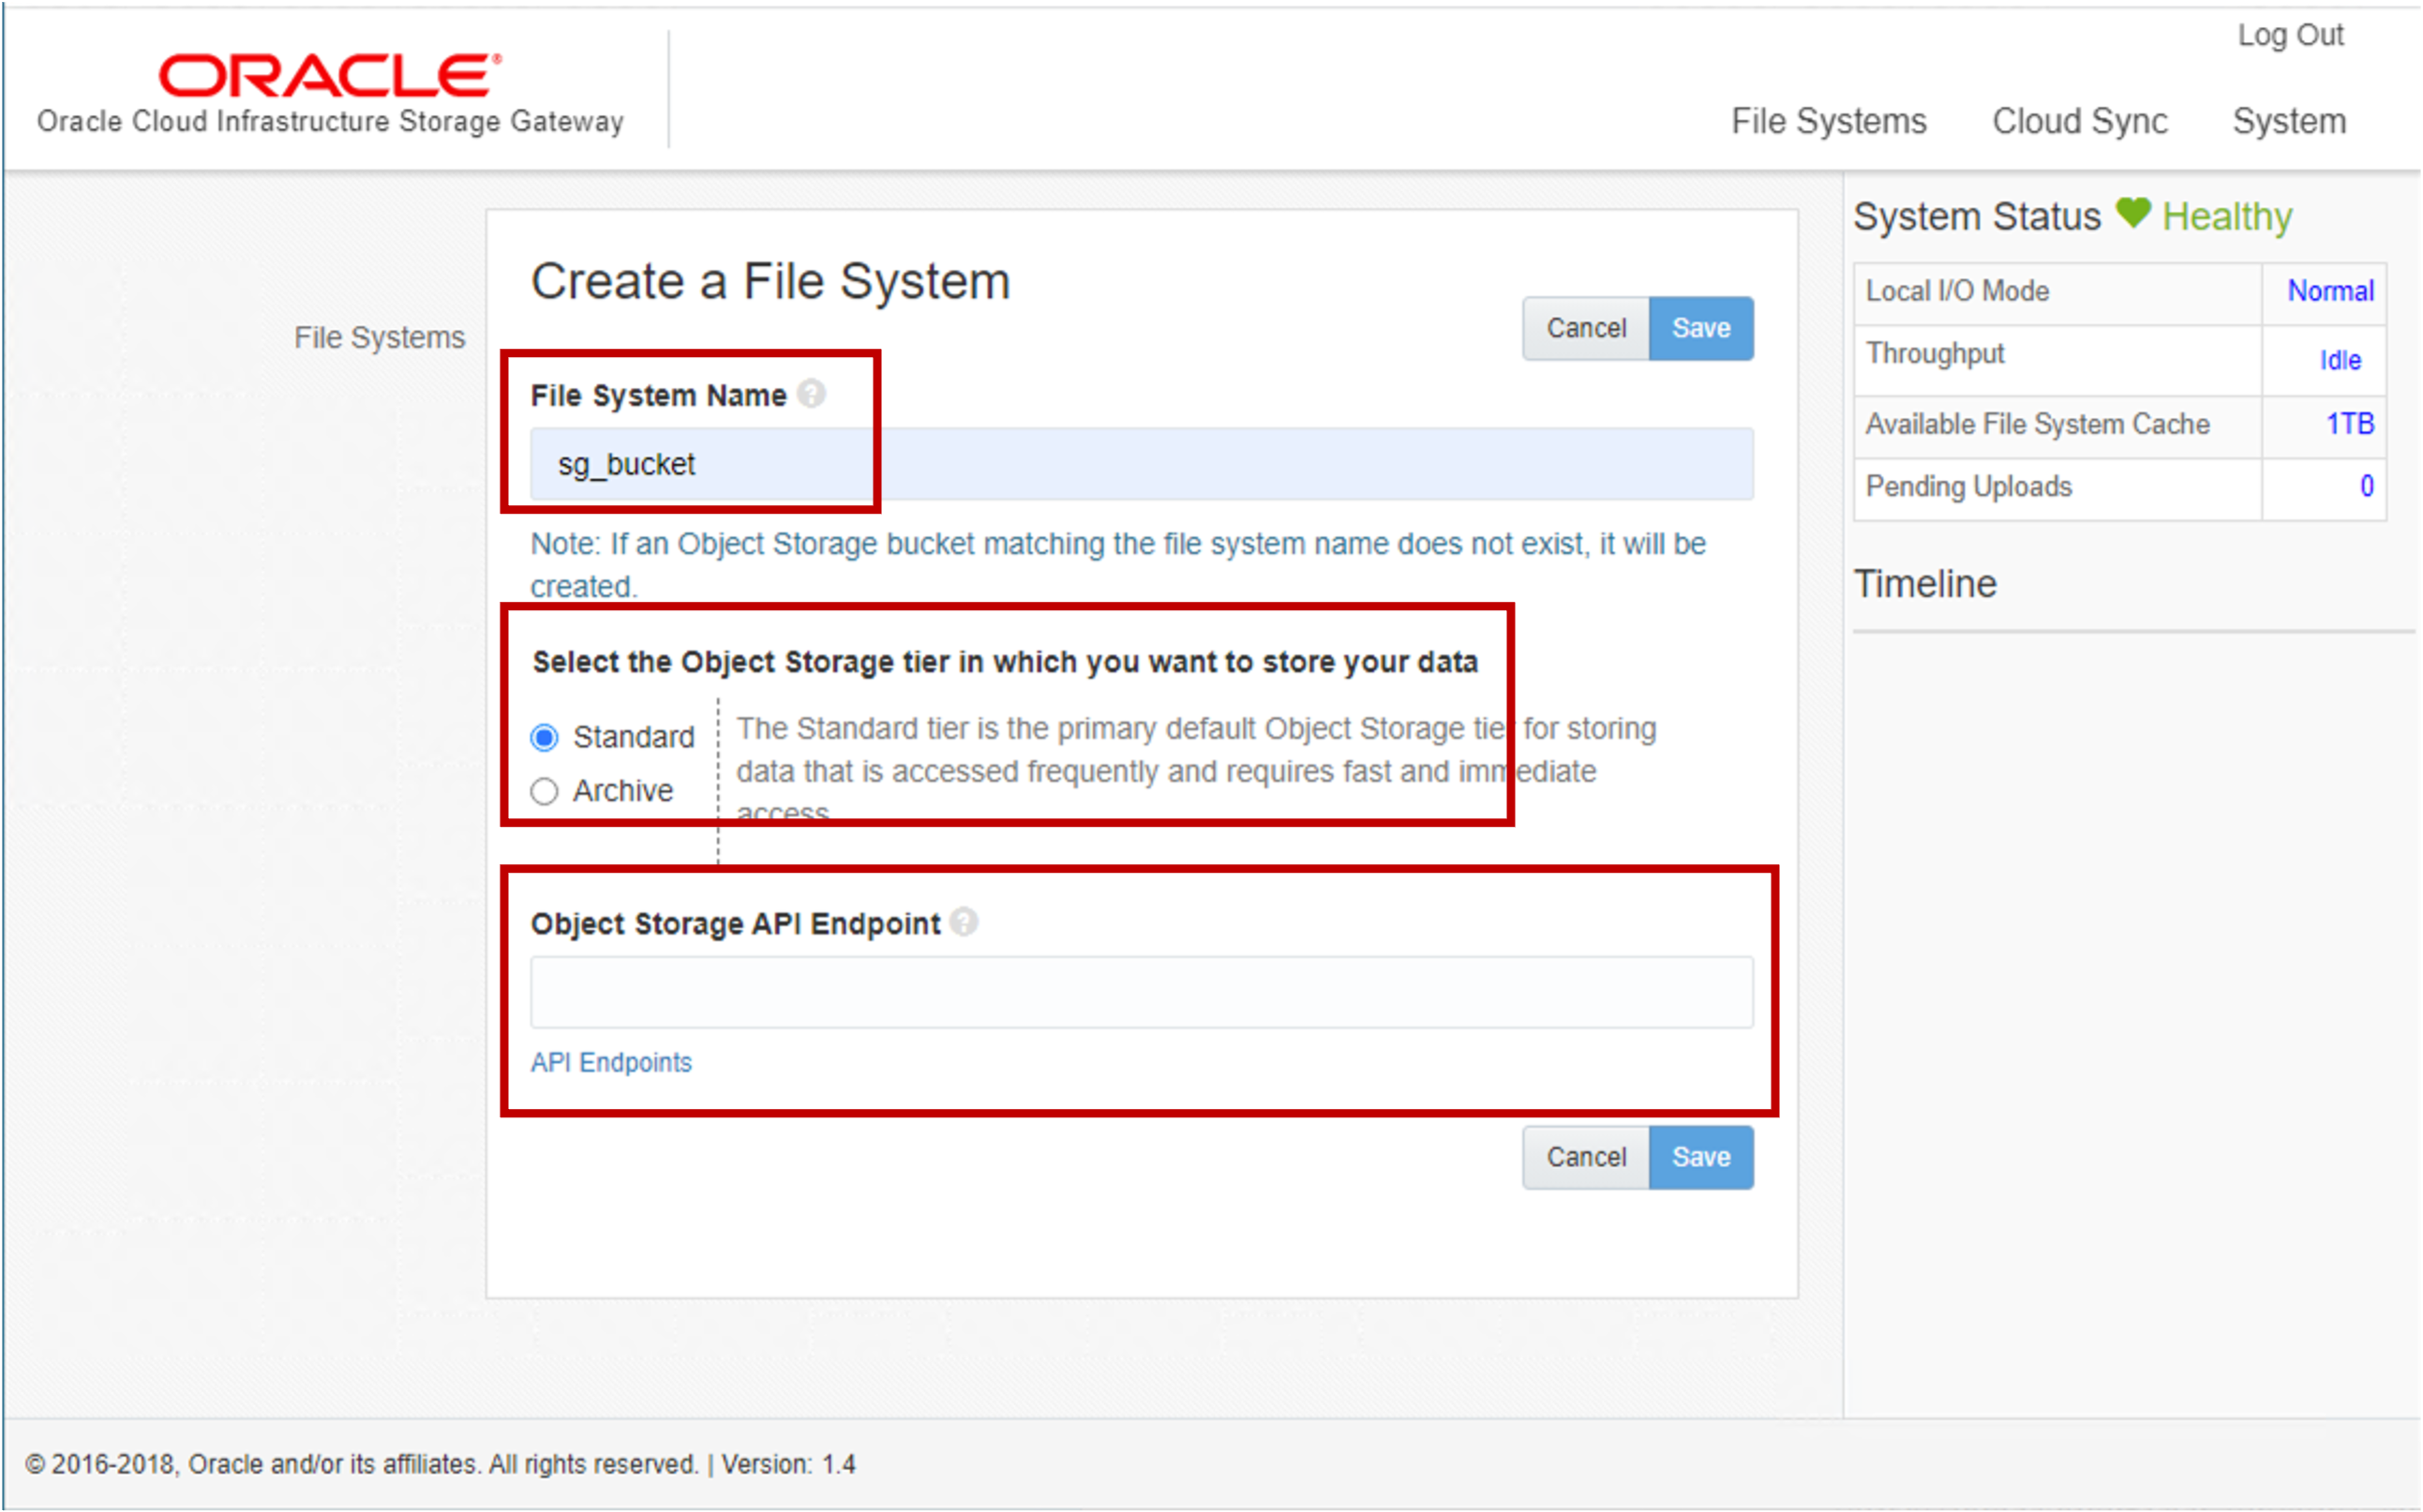 Log Out
ORACLE®
Oracle Cloud Infrastructure Storage Gateway
File Systems Cloud Sync System
File Systems
Create a File System
Cancel Save
File System Name ?
sg_bucket
Note: If an Object Storage bucket matching the file system name does not exist, it will be
created.
Select the Object Storage tier in which you want to store your data
Standard
Archive
The Standard tier is the primary default Object Storage tier for storing
data that is accessed frequently and requires fast and immediate
access
Object Storage API Endpoint ?
API Endpoints
Cancel Save
System Status Healthy
Local I/O Mode Normal
Throughput Idle
Available File System Cache 1TB
Pending Uploads 0
Timeline
© 2016-2018, Oracle and/or its affiliates. All rights reserved. | Version: 1.4